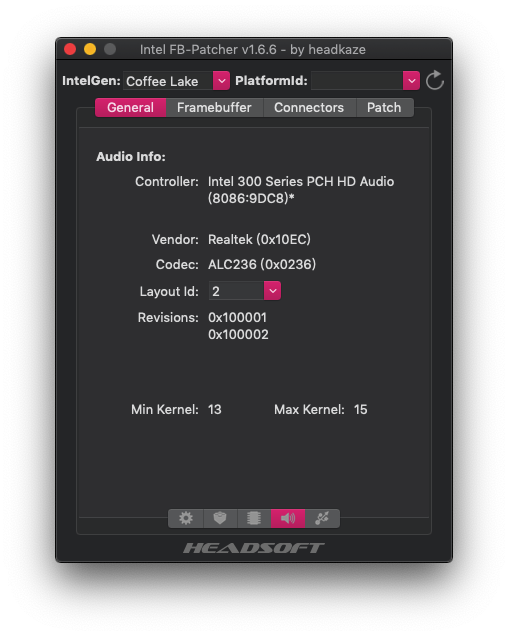 Intel FB-Patcher v1.6.6 - by headkaze
IntelGen: Coffee Lake PlatformId:
General Framebuffer Connectors Patch
Audio Info:
Controller: Intel 300 Series PCH HD Audio
(8086:9DC8)*
Vendor: Realtek (0x10EC)
Codec: ALC236 (0x0236)
Layout Id: 2
Revisions: 0x100001
0x100002
Min Kernel: 13 Max Kernel: 15
HEADSOFT